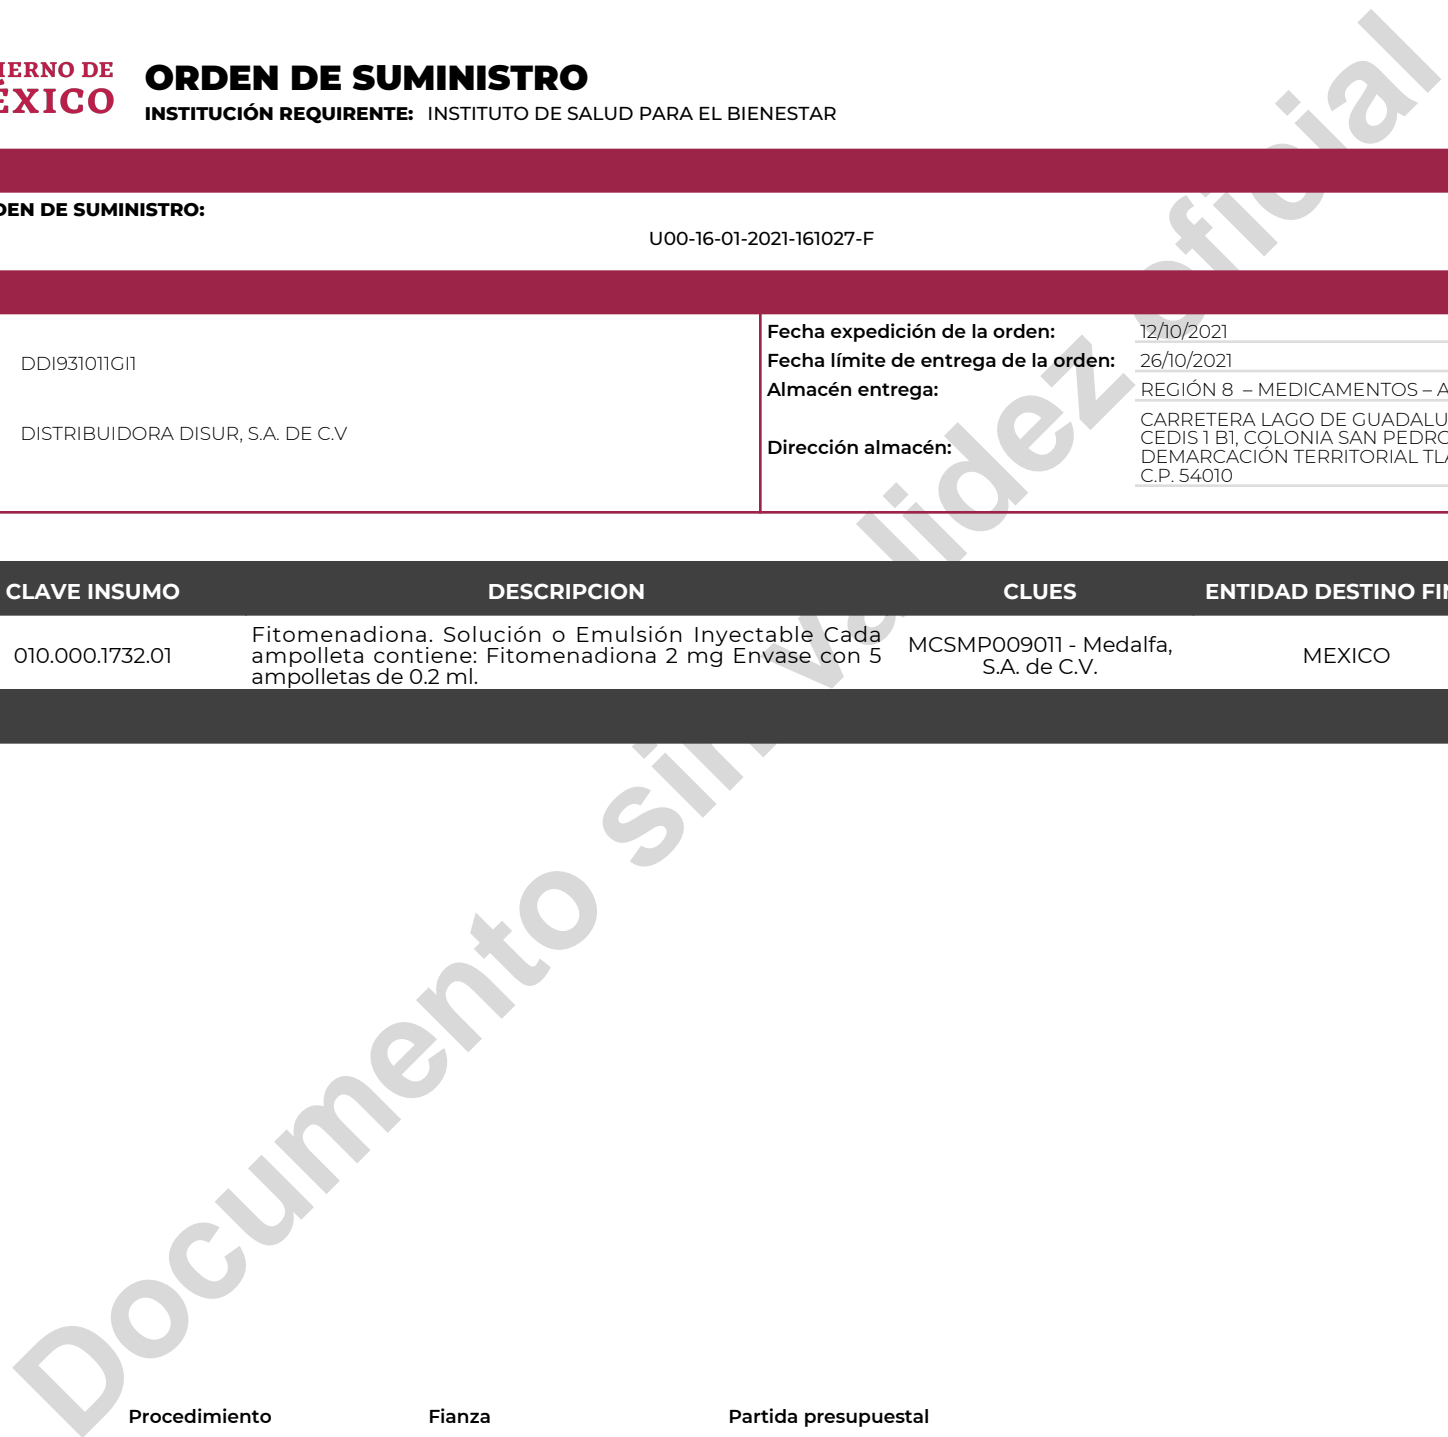 IERNO DE
ÉXICO
ORDEN DE SUMINISTRO
INSTITUCIÓN REQUIRENTE: INSTITUTO DE SALUD PARA EL BIENESTAR
DEN DE SUMINISTRO:
U00-16-01-2021-161027-F
DDI931011GI1
DISTRIBUIDORA DISUR, S.A. DE C.V
Fecha expedición de la orden: 12/10/2021
Fecha límite de entrega de la orden: 26/10/2021
Almacén entrega: REGIÓN 8 – MEDICAMENTOS – A
Dirección almacén:
CARRETERA LAGO DE GUADALU
CEDIS 1 B1, COLONIA SAN PEDRO
DEMARCACIÓN TERRITORIAL TLA
C.P. 54010
CLAVE INSUMO DESCRIPCION CLUES ENTIDAD DESTINO FIN
010.000.1732.01
Fitomenadiona. Solución o Emulsión Inyectable Cada
ampolleta contiene: Fitomenadiona 2 mg Envase con 5
ampolletas de 0.2 ml.
MCSMP009011 - Medalfa,
S.A. de C.V.
MEXICO
Documento sin validez oficial
Procedimiento Fianza Partida presupuestal